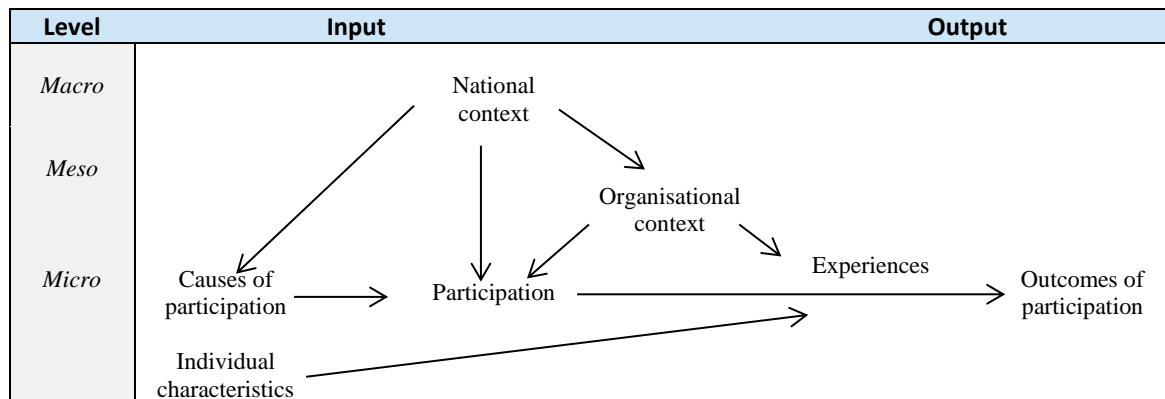 Level Input Output
Macro
National
context
Meso
Organisational
context
Micro
Causes of
participation
Participation
Experiences
Outcomes of
participation
Individual
characteristics